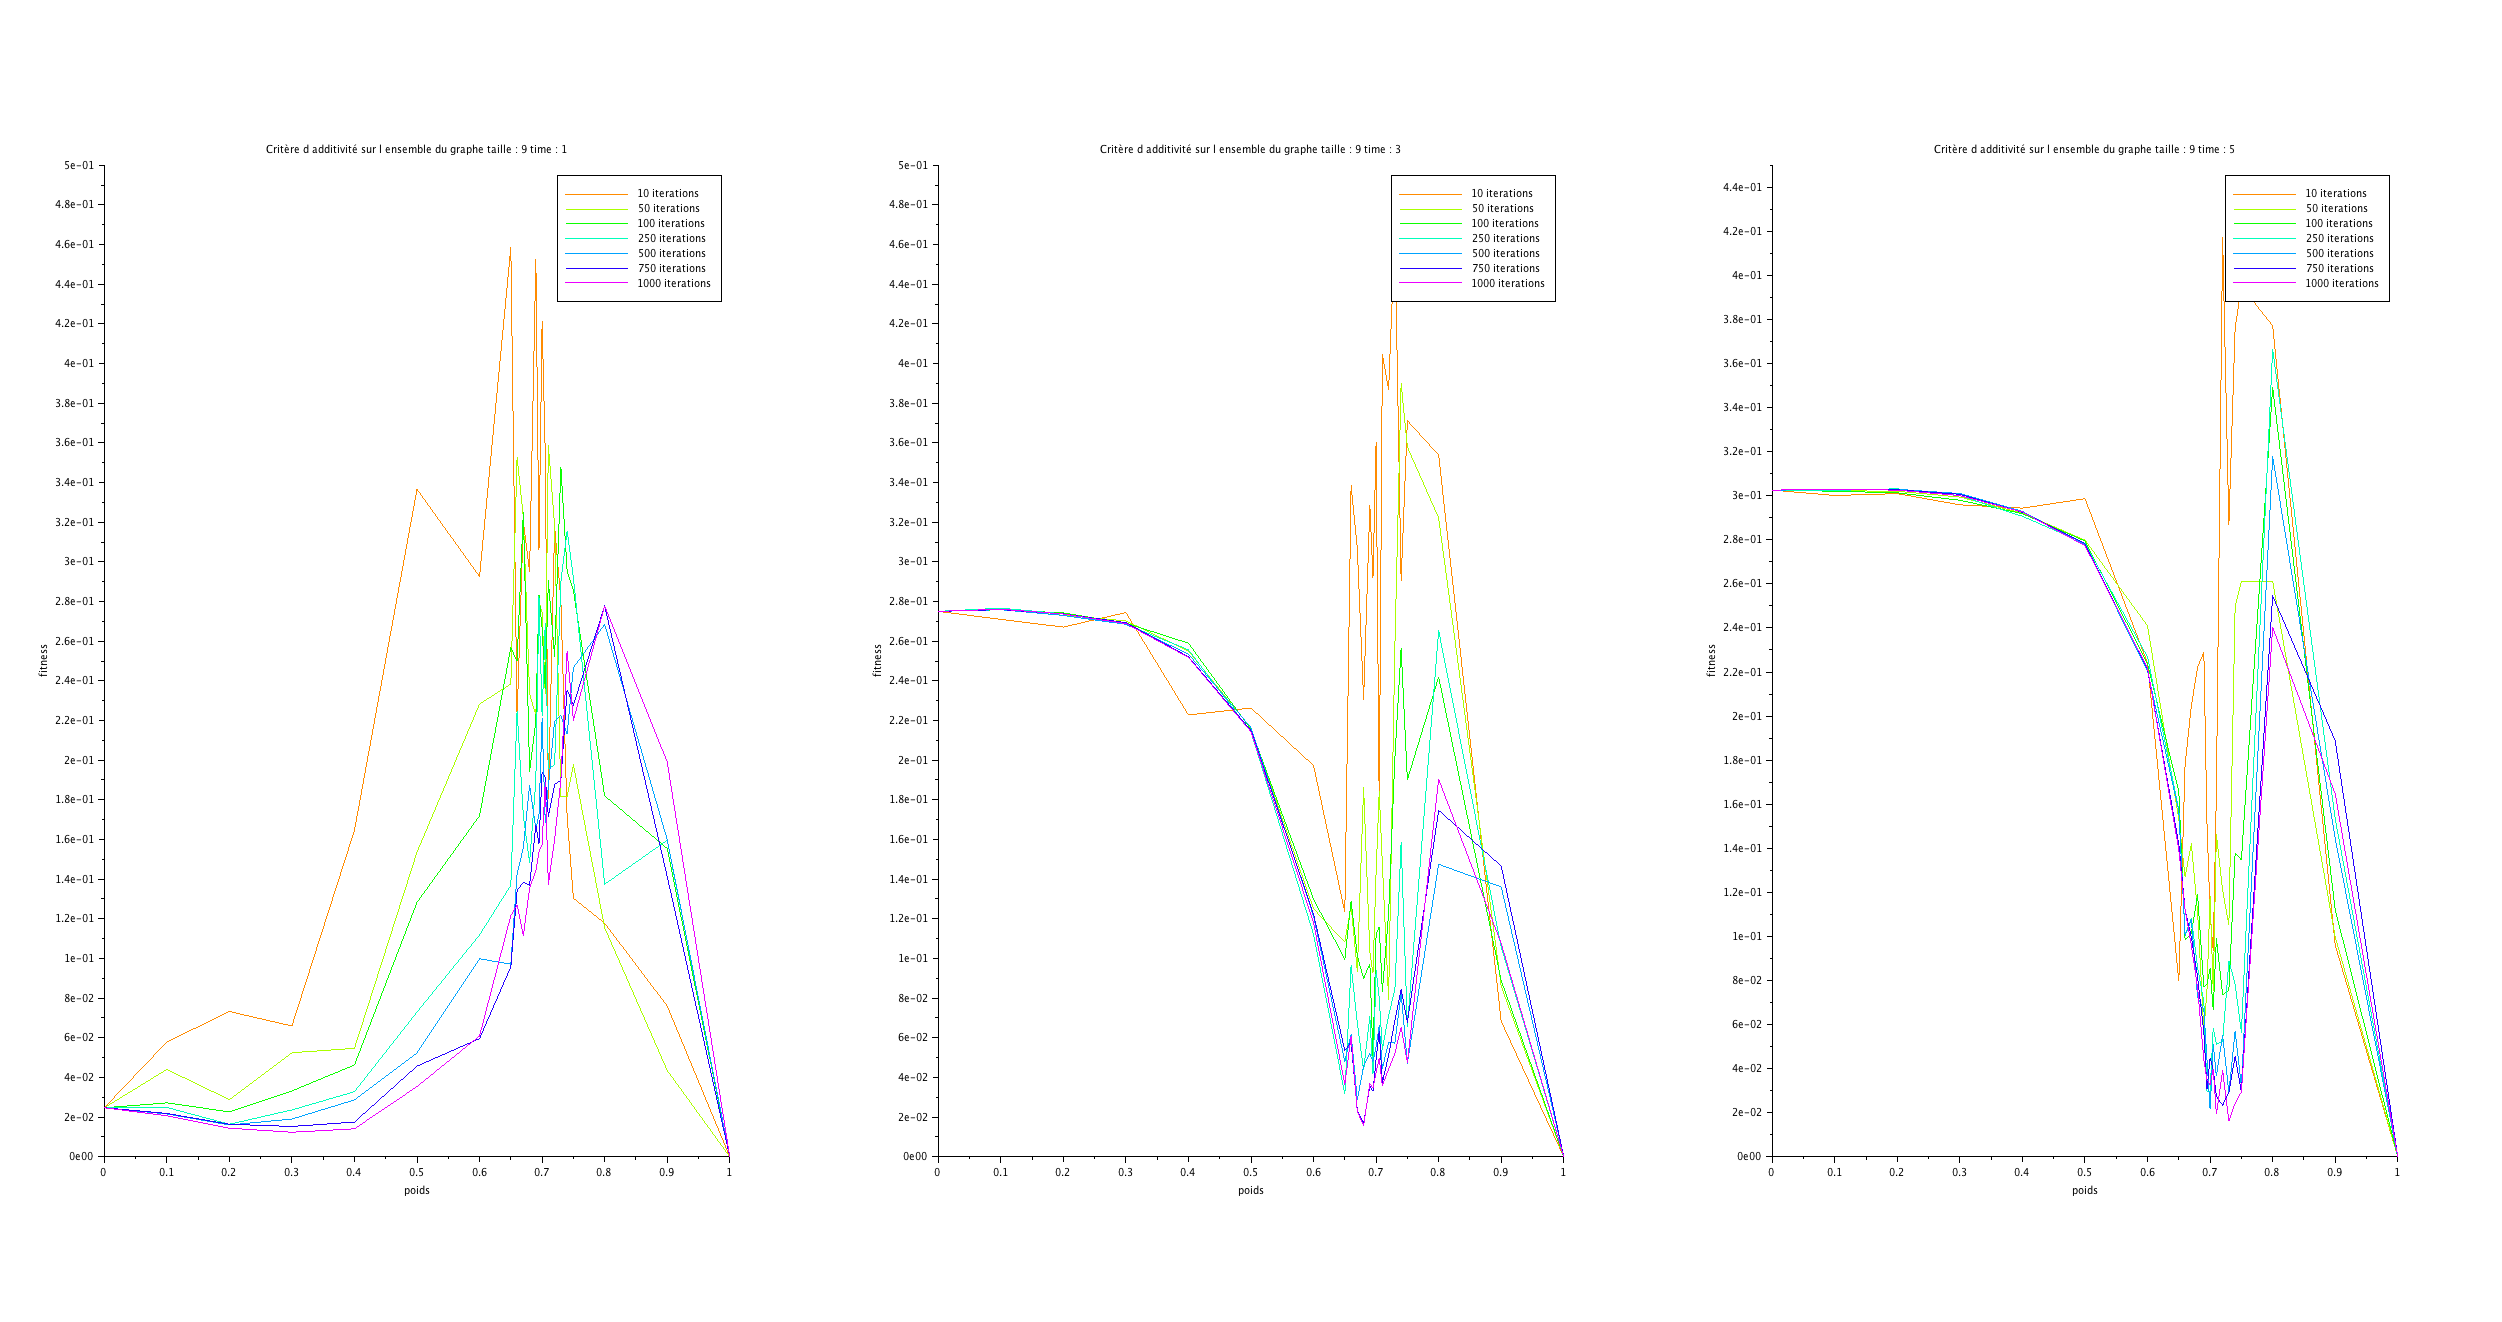 Critère d additivité sur l ensemble du graphe taille : 9 time : 1
5e-01
4.8e-01
4.6e-01
4.4e-01
4.2e-01
4e-01
3.8e-01
3.6e-01
3.4e-01
3.2e-01
3e-01
2.8e-01
2.6e-01
2.4e-01
2.2e-01
2e-01
1.8e-01
1.6e-01
1.4e-01
1.2e-01
1e-01
8e-02
6e-02
4e-02
2e-02
0e00
fitness
10 iterations
50 iterations
100 iterations
250 iterations
500 iterations
750 iterations
1000 iterations
0 0.1 0.2 0.3 0.4 0.5 0.6 0.7 0.8 0.9 1
poids
Critère d additivité sur l ensemble du graphe taille : 9 time : 3
5e-01
4.8e-01
4.6e-01
4.4e-01
4.2e-01
4e-01
3.8e-01
3.6e-01
3.4e-01
3.2e-01
3e-01
2.8e-01
2.6e-01
2.4e-01
2.2e-01
2e-01
1.8e-01
1.6e-01
1.4e-01
1.2e-01
1e-01
8e-02
6e-02
4e-02
2e-02
0e00
fitness
10 iterations
50 iterations
100 iterations
250 iterations
500 iterations
750 iterations
1000 iterations
0 0.1 0.2 0.3 0.4 0.5 0.6 0.7 0.8 0.9 1
poids
Critère d additivité sur l ensemble du graphe taille : 9 time : 5
4.4e-01
4.2e-01
4e-01
3.8e-01
3.6e-01
3.4e-01
3.2e-01
3e-01
2.8e-01
2.6e-01
2.4e-01
2.2e-01
2e-01
1.8e-01
1.6e-01
1.4e-01
1.2e-01
1e-01
8e-02
6e-02
4e-02
2e-02
0e00
fitness
10 iterations
50 iterations
100 iterations
250 iterations
500 iterations
750 iterations
1000 iterations
0 0.1 0.2 0.3 0.4 0.5 0.6 0.7 0.8 0.9 1
poids